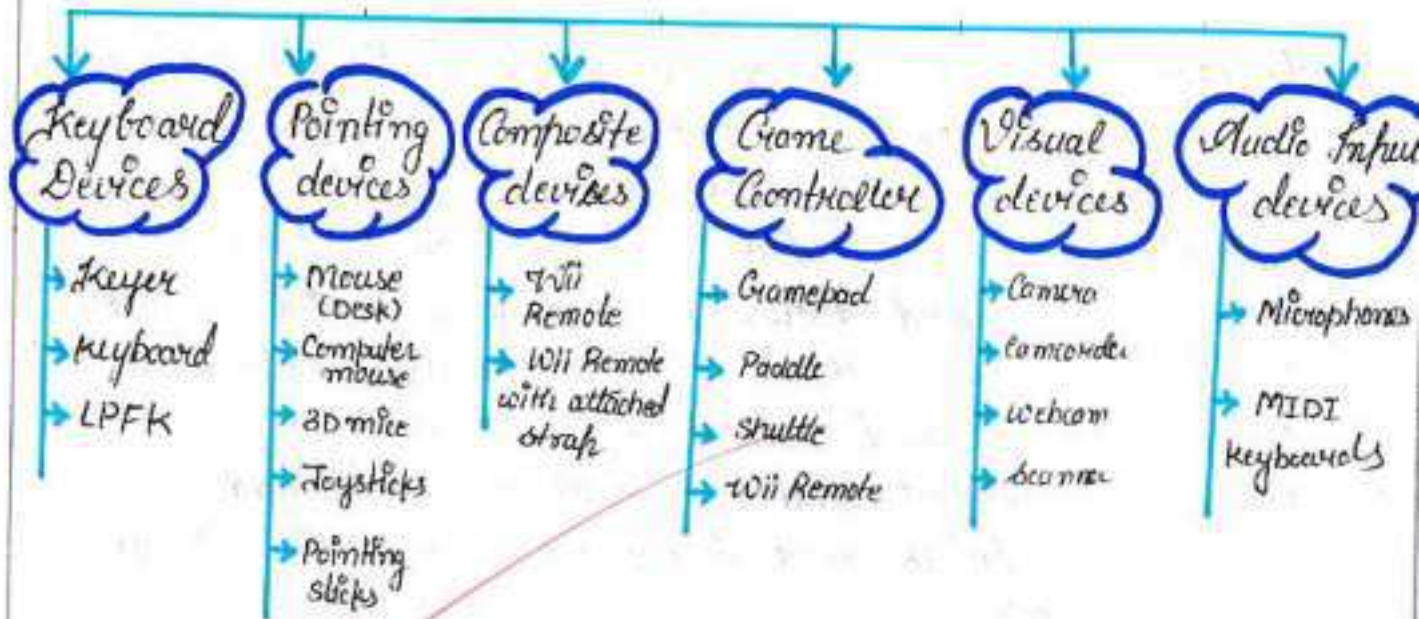 Keyboard
Devices
Keyer
Keyboard
LPFK
Pointing
devices
Mouse
(Desk)
Computer
mouse
3D mice
Joysticks
Pointing
sticks
Composite
devises
Wii
Remote
Wii Remote
with attached
strap
Game
Controller
Gamepad
Paddle
Shuttle
Wii Remote
Visual
devices
Camera
Camcorder
Webcam
Scanner
Audio Input
devices
Microphones
MIDI
Keyboards